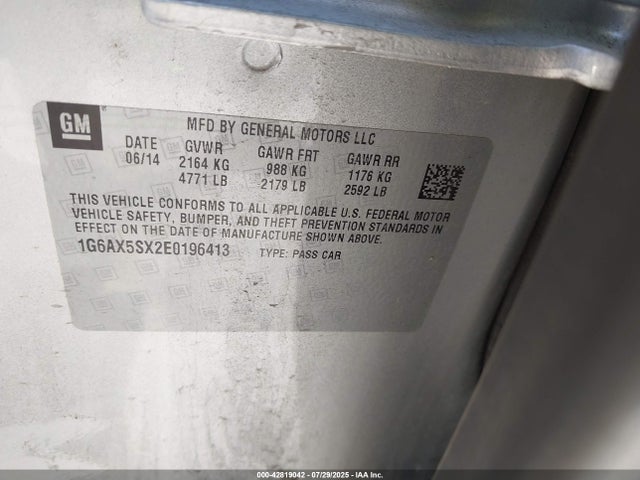 GM
MFD BY GENERAL MOTORS LLC
DATE GVWR GAWR FRT GAWR RR
06/14 2164 KG 988 KG 1176 KG
4771 LB 2179 LB 2592 LB
THIS VEHICLE CONFORMS TO ALL APPLICABLE U.S. FEDERAL MOTOR
VEHICLE SAFETY, BUMPER, AND THEFT PREVENTION STANDARDS IN
EFFECT ON THE DATE OF MANUFACTURE SHOWN ABOVE.
1G6AX5SX2E0196413 TYPE: PASS CAR
000-42819042 / 07/29/2025 - IAA Inc.